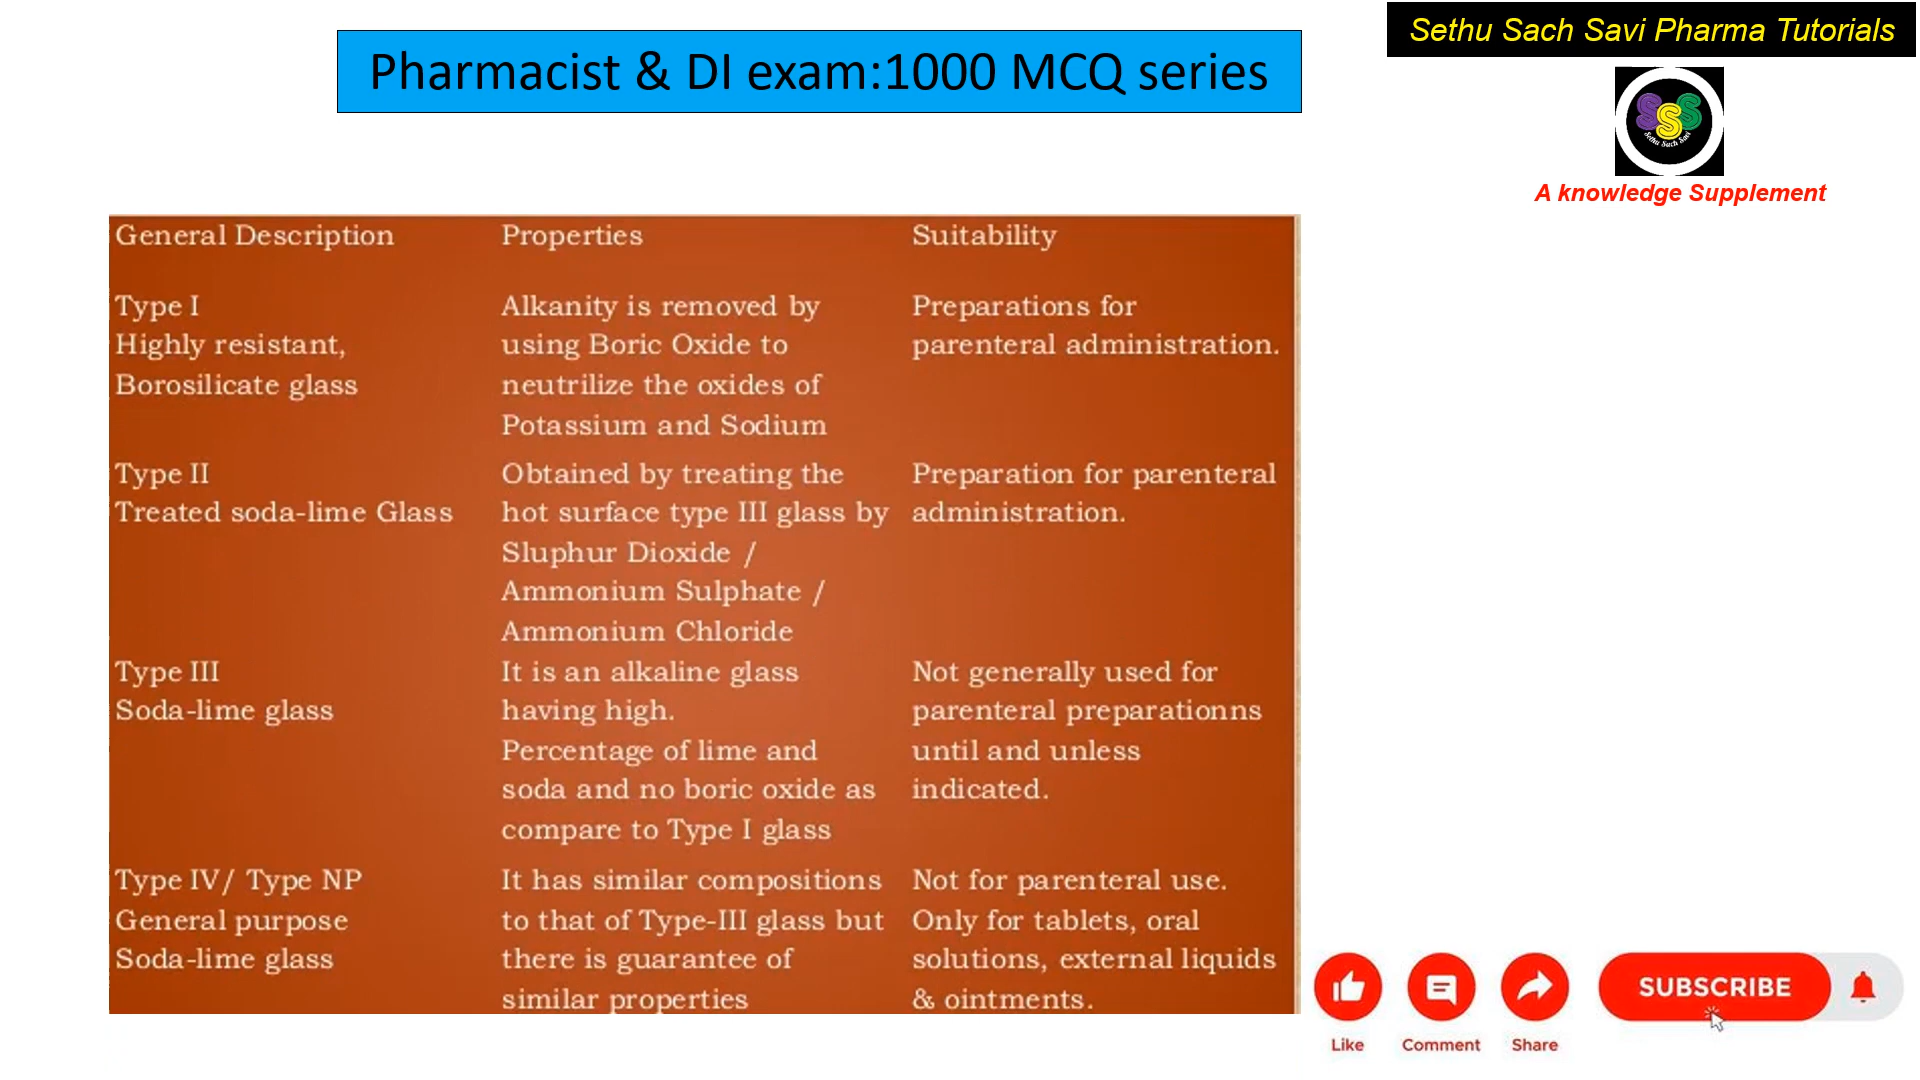 Sethu Sach Savi Pharma Tutorials
Pharmacist & DI exam:1000 MCQ series
Sethu Sach Savi
A knowledge Supplement
General Description
Properties
Suitability
Type I
Highly resistant,
Borosilicate glass
Alkanity is removed by
using Boric Oxide to
neutrilize the oxides of
Potassium and Sodium
Preparations for
parenteral administration.
Type II
Treated soda-lime Glass
Obtained by treating the
hot surface type III glass by
Sluphur Dioxide /
Ammonium Sulphate /
Ammonium Chloride
Preparation for parenteral
administration.
Type III
Soda-lime glass
It is an alkaline glass
having high.
Percentage of lime and
soda and no boric oxide as
compare to Type I glass
Not generally used for
parenteral preparationns
until and unless
indicated.
Type IV/ Type NP
General purpose
Soda-lime glass
It has similar compositions
to that of Type-III glass but
there is guarantee of
similar properties
Not for parenteral use.
Only for tablets, oral
solutions, external liquids
& ointments.
SUBSCRIBE
Like
Comment
Share